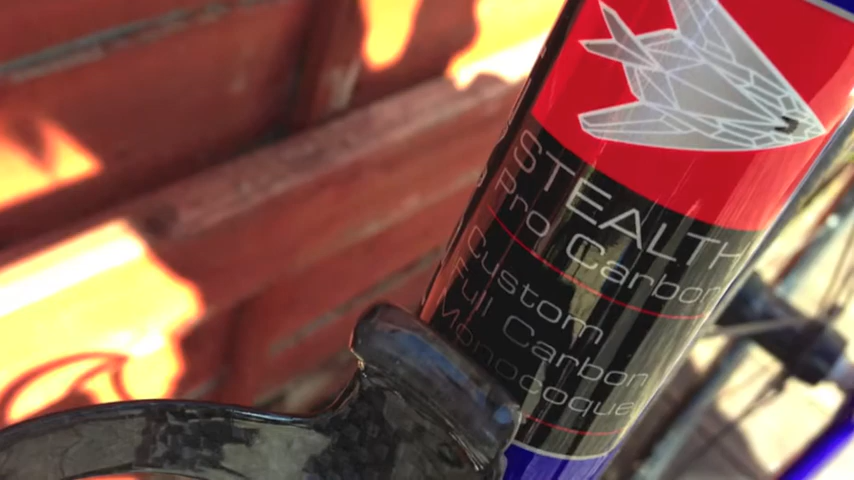 STEALTH
Pro Carbon
Custom
Full Carbon
Monocoque